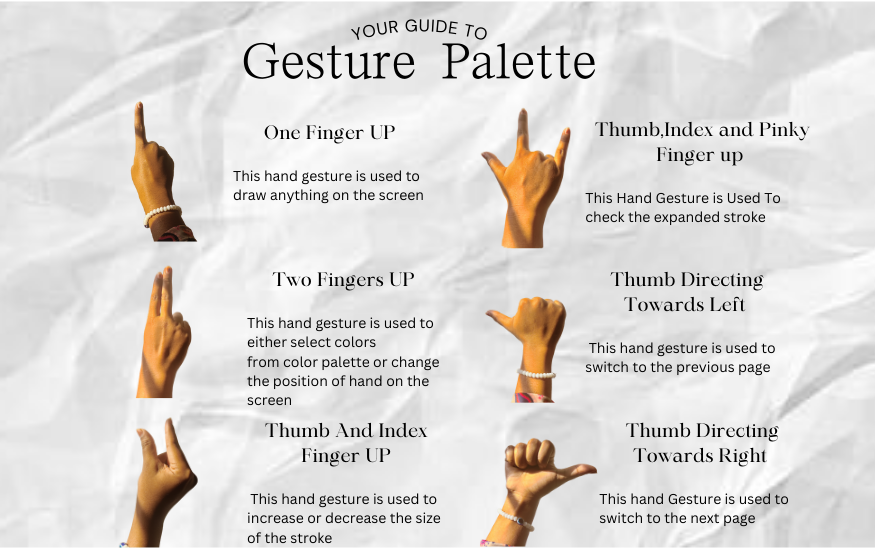 YOUR GUIDE TO
Gesture Palette
One Finger UP
This hand gesture is used to
draw anything on the screen
Two Fingers UP
This hand gesture is used to
either select colors
from color palette or change
the position of hand on the
screen
Thumb And Index
Finger UP
This hand gesture is used to
increase or decrease the size
of the stroke
Thumb,Index and Pinky
Finger up
This Hand Gesture is Used To
check the expanded stroke
Thumb Directing
Towards Left
This hand gesture is used to
switch to the previous page
Thumb Directing
Towards Right
This hand Gesture is used to
switch to the next page